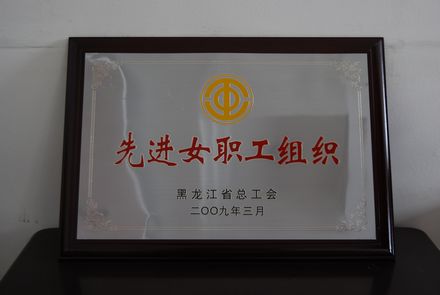 先进女职工组织
黑龙江省总工会
二〇〇九年三月